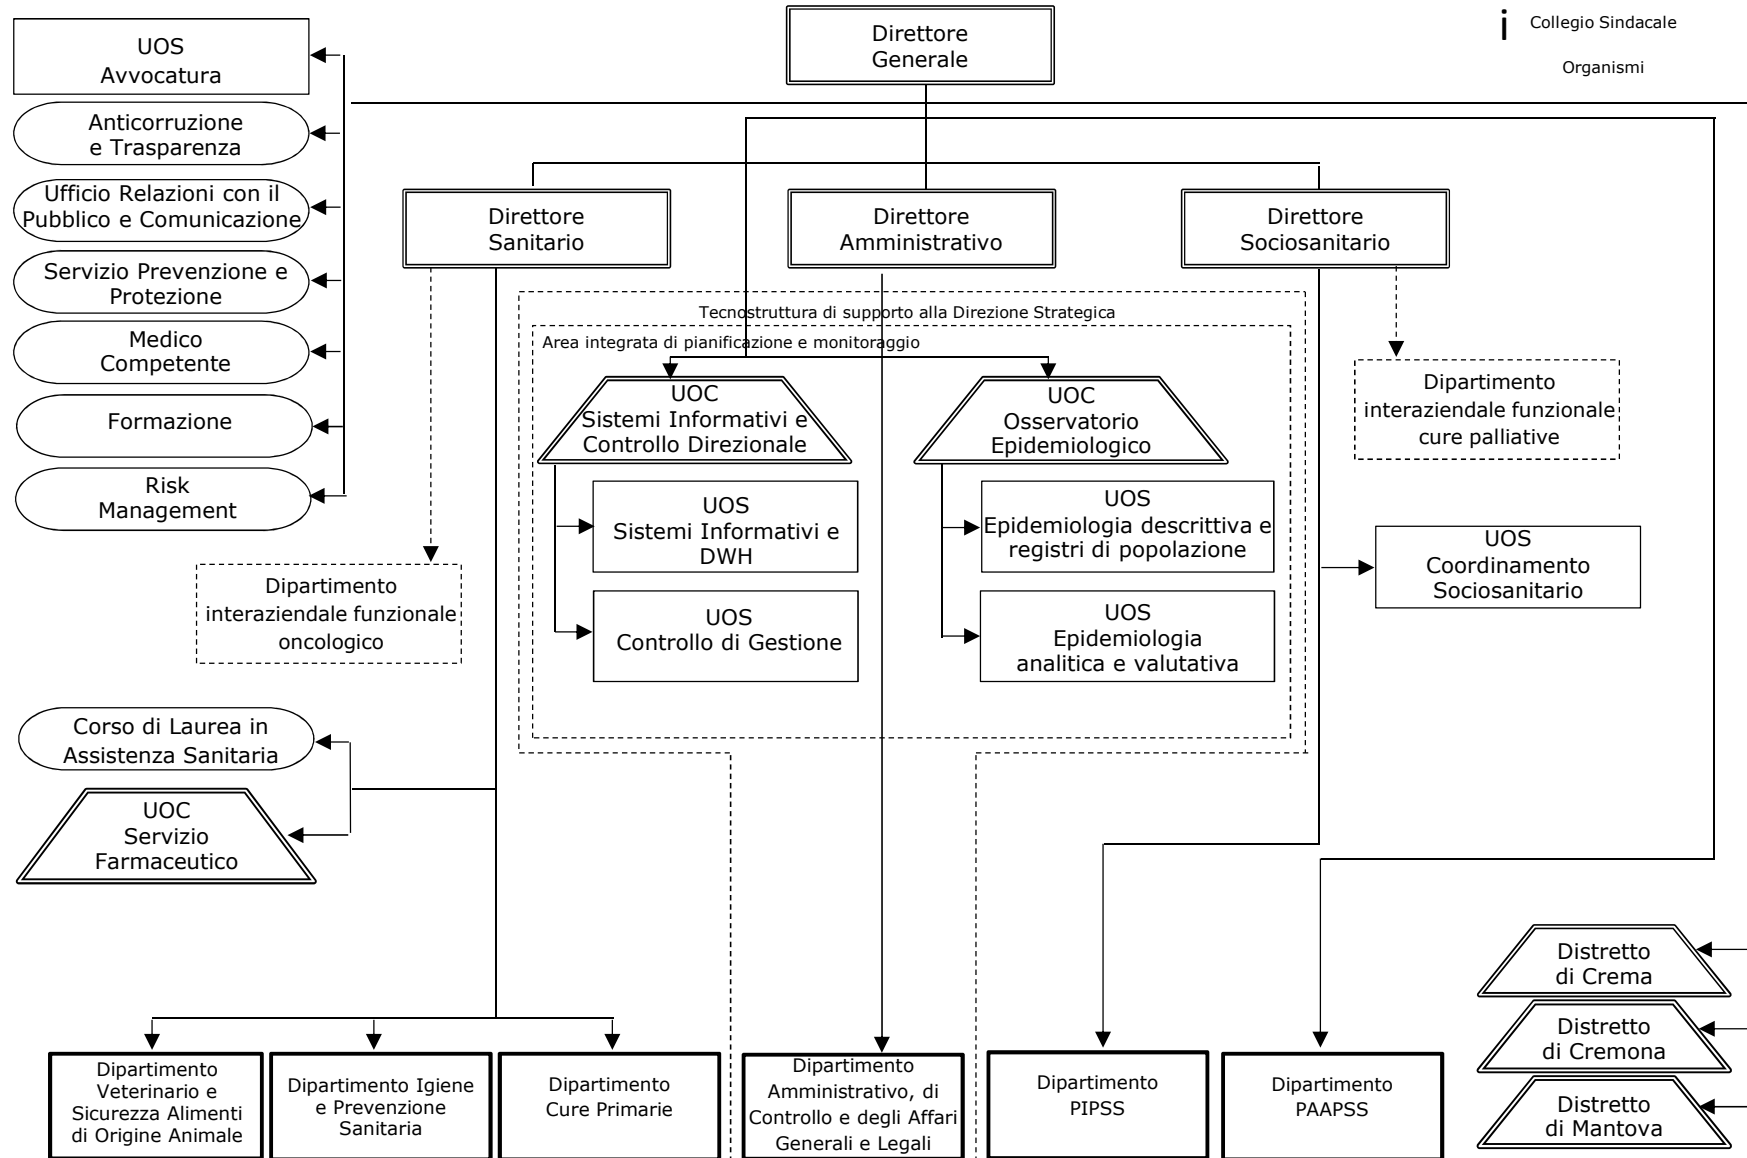 Direttore
Generale
i
Collegio Sindacale
Organismi
UOS
Avvocatura
Anticorruzione
e Trasparenza
Ufficio Relazioni con il
Pubblico e Comunicazione
Servizio Prevenzione e
Protezione
Medico
Competente
Formazione
Risk
Management
Direttore
Sanitario
Direttore
Amministrativo
Direttore
Sociosanitario
Tecnostruttura di supporto alla Direzione Strategica
Area integrata di pianificazione e monitoraggio
UOC
Sistemi Informativi e
Controllo Direzionale
UOC
Osservatorio
Epidemiologico
UOS
Sistemi Informativi e
DWH
UOS
Epidemiologia descrittiva e
registri di popolazione
UOS
Controllo di Gestione
UOS
Epidemiologia
analitica e valutativa
Dipartimento
interaziendale funzionale
cure palliative
UOS
Coordinamento
Sociosanitario
Dipartimento
interaziendale funzionale
oncologico
Corso di Laurea in
Assistenza Sanitaria
UOC
Servizio
Farmaceutico
Distretto
di Crema
Distretto
di Cremona
Distretto
di Mantova
Dipartimento
Veterinario e
Sicurezza Alimenti
di Origine Animale
Dipartimento Igiene
e Prevenzione
Sanitaria
Dipartimento
Cure Primarie
Dipartimento
Amministrativo, di
Controllo e degli Affari
Generali e Legali
Dipartimento
PIPSS
Dipartimento
PAAPSS